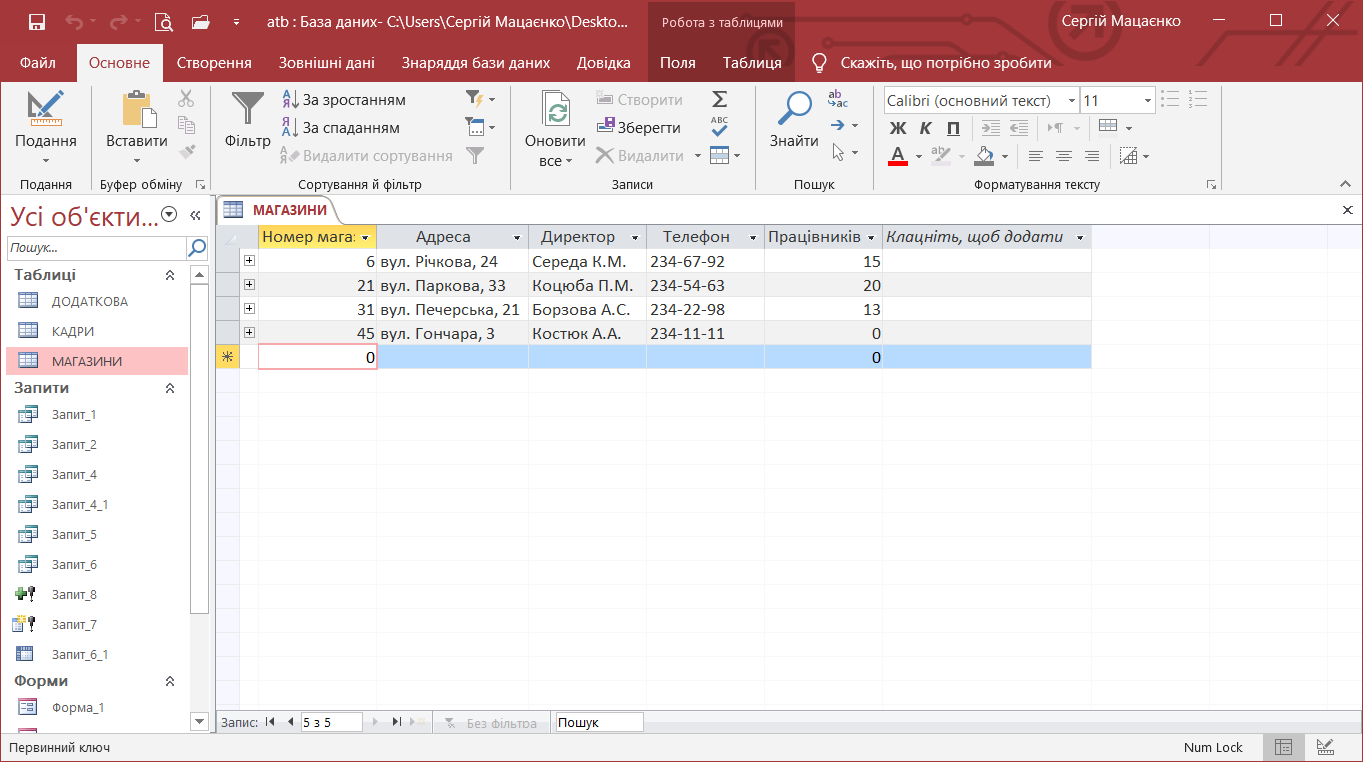 atb : База даних- C:\Users\Сергій Мацаєнко\Deskto...
Робота з таблицями
Сергій Мацаєнко
Файл Основне Створення Зовнішні дані Знаряддя бази даних Довідка Поля Таблиця Скажіть, що потрібно зробити
Подання
Подання
Вставити
Буфер обміну
Фільтр
За зростанням
За спаданням
Видалити сортування
Сортування й фільтр
Оновити
все
Створити
Зберегти
Видалити
Записи
Знайти
Пошук
Calibri (основний текст) 11
Ж К П
Форматування тексту
Усі об'єкти...
Пошук...
Таблиці
ДОДАТКОВА
КАДРИ
МАГАЗИНИ
Запити
Запит_1
Запит_2
Запит_4
Запит_4_1
Запит_5
Запит_6
Запит_8
Запит_7
Запит_6_1
Форми
Форма_1
МАГАЗИНИ
Номер мага: Адреса Директор Телефон Працівників Клацніть, щоб додати
6 вул. Річкова, 24 Середа К.М. 234-67-92 15
21 вул. Паркова, 33 Коцюба П.М. 234-54-63 20
31 вул. Печерська, 21 Борзова А.С. 234-22-98 13
45 вул. Гончара, 3 Костюк А.А. 234-11-11 0
0 0
Запис: 5 з 5 Без фільтра Пошук
Первинний ключ
Num Lock